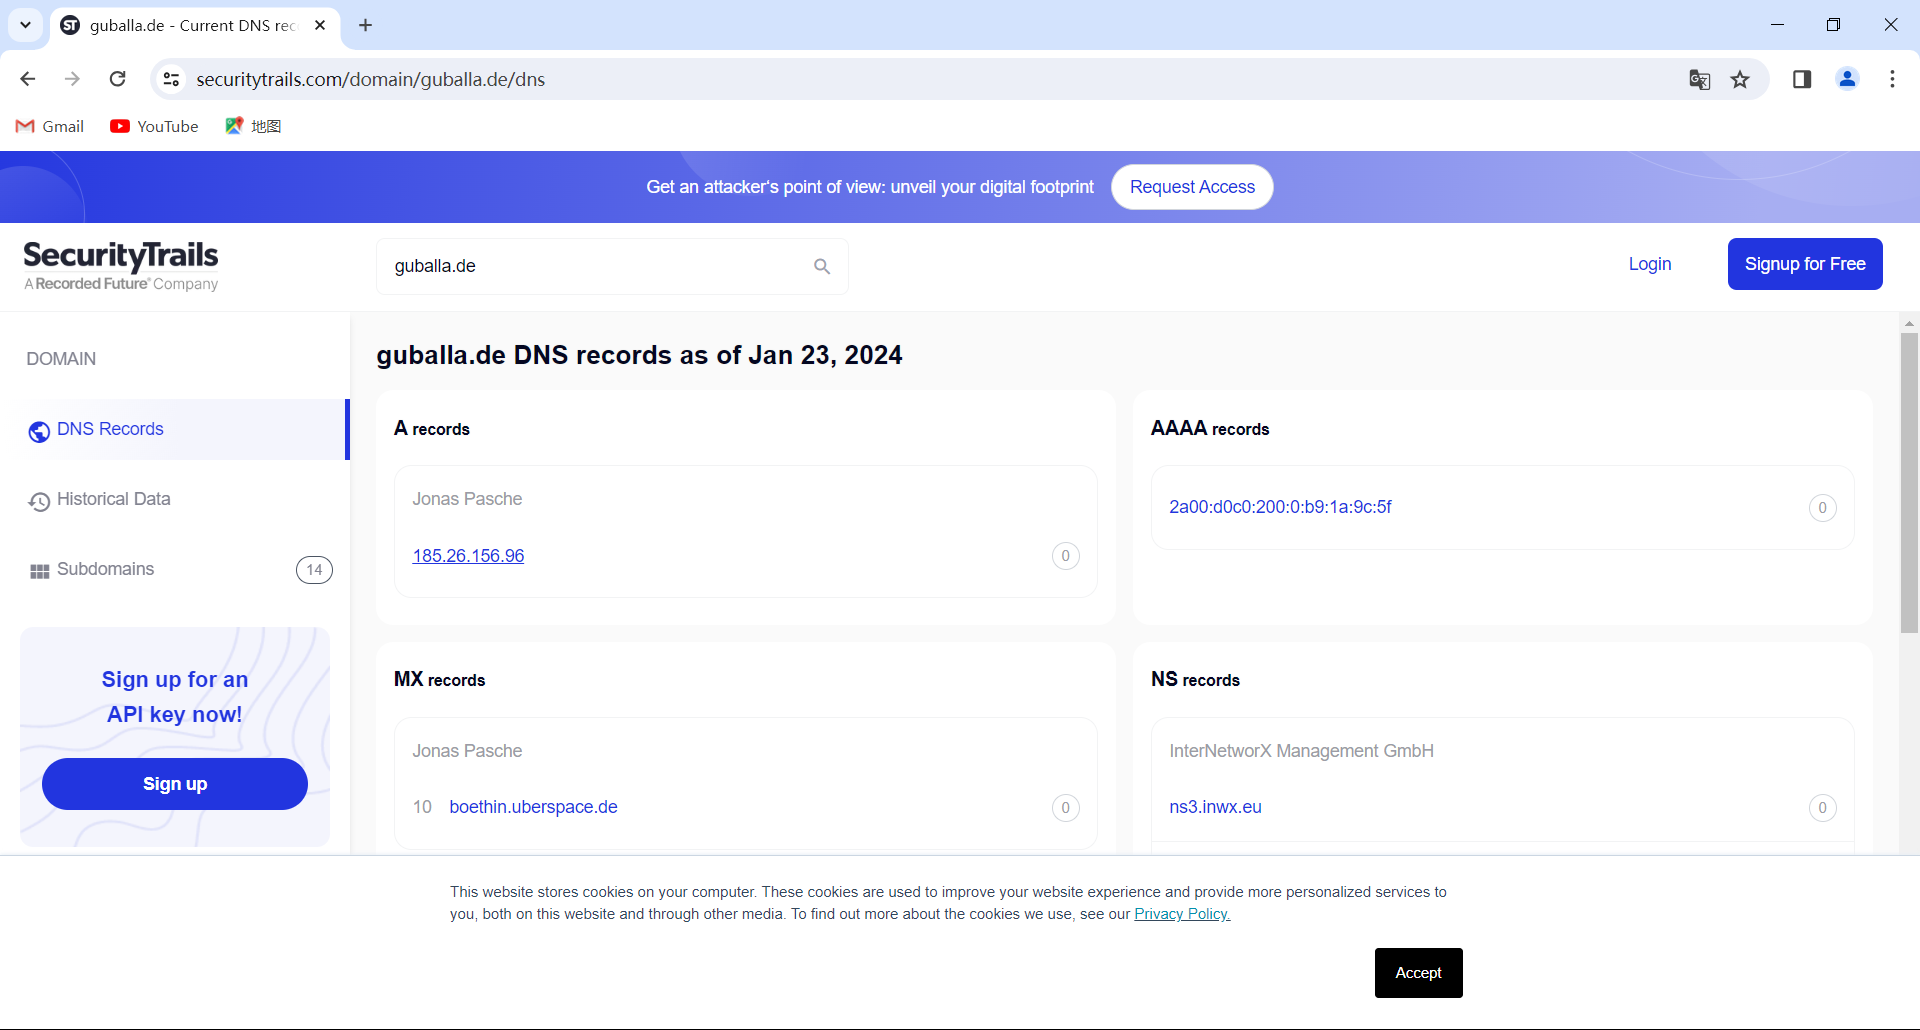 guballa.de - Current DNS rec
securitytrails.com/domain/guballa.de/dns
Gmail
YouTube
地图
Get an attacker's point of view: unveil your digital footprint
Request Access
SecurityTrails
A Recorded Future® Company
guballa.de
Login
Signup for Free
DOMAIN
DNS Records
Historical Data
Subdomains
14
Sign up for an
API key now!
Sign up
guballa.de DNS records as of Jan 23, 2024
A records
Jonas Pasche
185.26.156.96
0
AAAA records
2a00:d0c0:200:0:b9:1a:9c:5f
0
MX records
Jonas Pasche
10 boethin.uberspace.de
0
NS records
InterNetworX Management GmbH
ns3.inwx.eu
0
This website stores cookies on your computer. These cookies are used to improve your website experience and provide more personalized services to
you, both on this website and through other media. To find out more about the cookies we use, see our Privacy Policy.
Accept